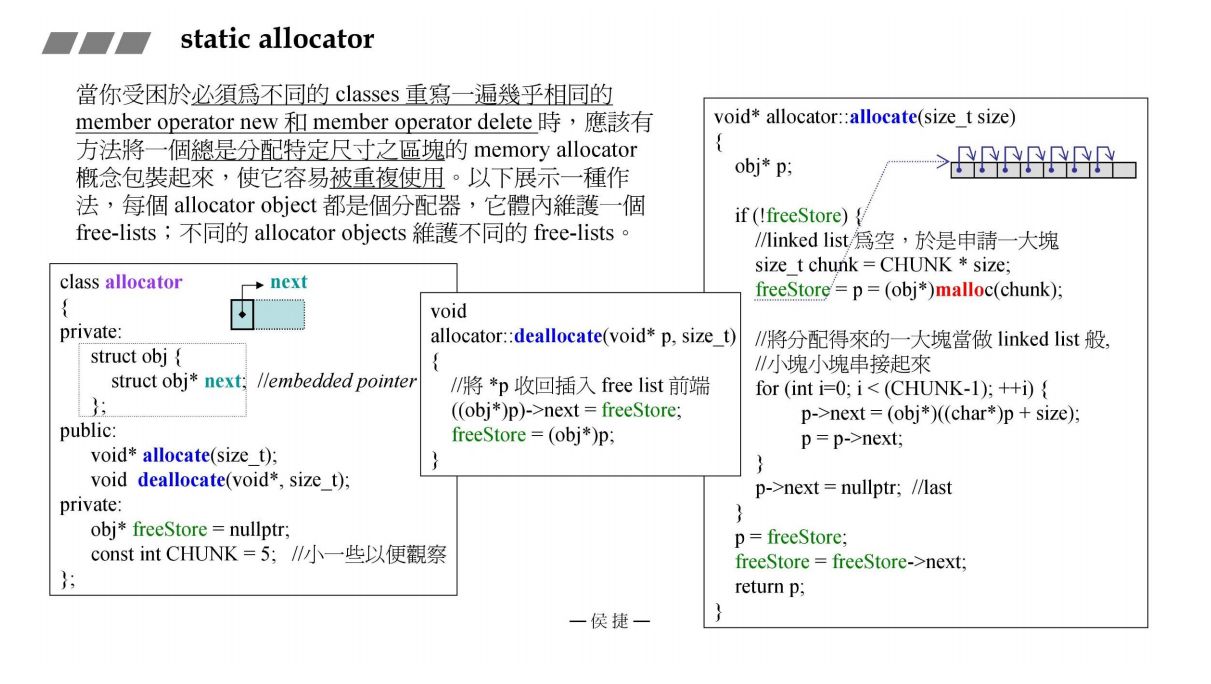 static allocator
當你受困於必須為不同的 classes 重寫一遍幾乎相同的
member operator new 和 member operator delete 時，應該有
方法將一個總是分配特定尺寸之區塊的 memory allocator
概念包裝起來，使它容易被重複使用。以下展示一種作
法，每個 allocator object 都是個分配器，它體內維護一個
free-lists；不同的 allocator objects 維護不同的 free-lists。
class allocator
next
{
private:
struct obj {
struct obj* next; //embedded pointer
};
public:
void* allocate(size_t);
void deallocate(void*, size_t);
private:
obj* freeStore = nullptr;
const int CHUNK = 5; //小一些以便觀察
};
void
allocator::deallocate(void* p, size_t)
{
//將 *p 收回插入 free list 前端
((obj*)p)->next = freeStore;
freeStore = (obj*)p;
}
void* allocator::allocate(size_t size)
{
obj* p;
if (!freeStore) {
//linked list 為空，於是申請一大塊
size_t chunk = CHUNK * size;
freeStore = p = (obj*)malloc(chunk);
//將分配得來的一大塊當做 linked list 般,
//小塊小塊串接起來
for (int i=0; i < (CHUNK-1); ++i) {
p->next = (obj*)((char*)p + size);
p = p->next;
}
p->next = nullptr; //last
}
p = freeStore;
freeStore = freeStore->next;
return p;
}
— 侯 捷 —